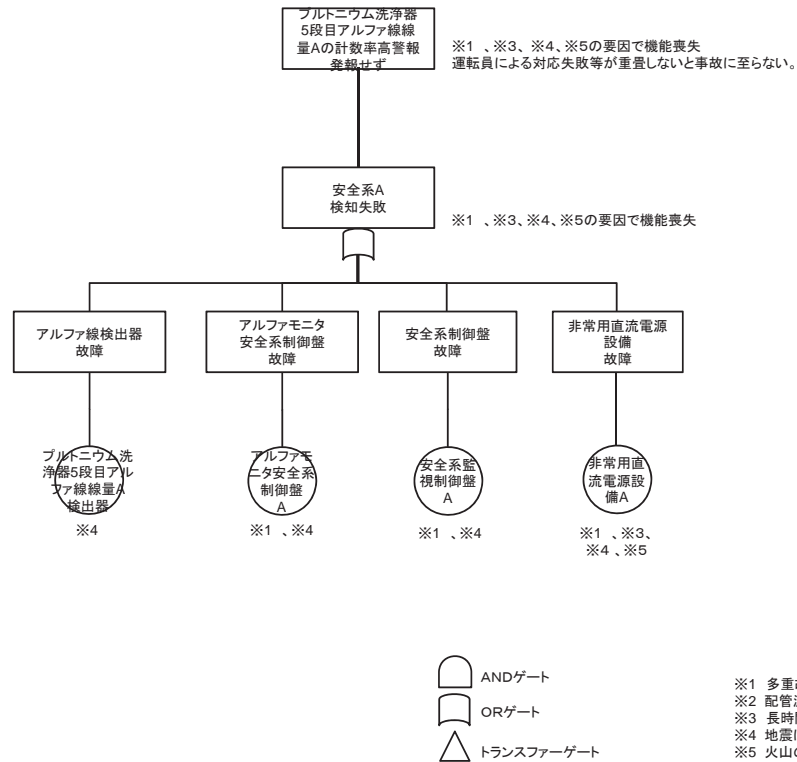 プルトニウム洗浄器
5段目アルファ線線
量Aの計数率高警報
発報せず
※1 、※3、※4、※5の要因で機能喪失
運転員による対応失敗等が重畳しないと事故に至らない。
安全系A
検知失敗
※1 、※3、※4、※5の要因で機能喪失
アルファ線検出器
故障
アルファモニタ
安全系制御盤
故障
安全系制御盤
故障
非常用直流電源
設備
故障
プルトニウム洗
浄器5段目アル
ファ線線量A
検出器
※4
アルファモ
ニタ安全系
制御盤
A
※1 、※4
安全系監
視制御盤
A
※1 、※4
非常用直
流電源設
備A
※1 、※3、
※4 、※5
ANDゲート
ORゲート
トランスファーゲート
※1 多重
※2 配管
※3 長時
※4 地震
※5 火山